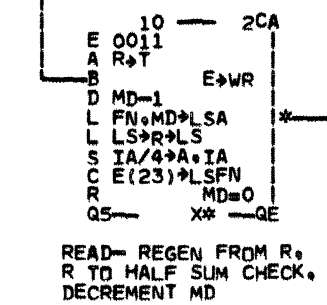 10 — 2CA
E 0011
A R→T
B E→WR
D MD-1
L FN.MD→LSA *
L LS→R→LS
S IA/4→A.IA
C E(23)→LSFN
R MD=0
Q5— X* —QE
READ- REGEN FROM R.
R TO HALF SUM CHECK.
DECREMENT MD